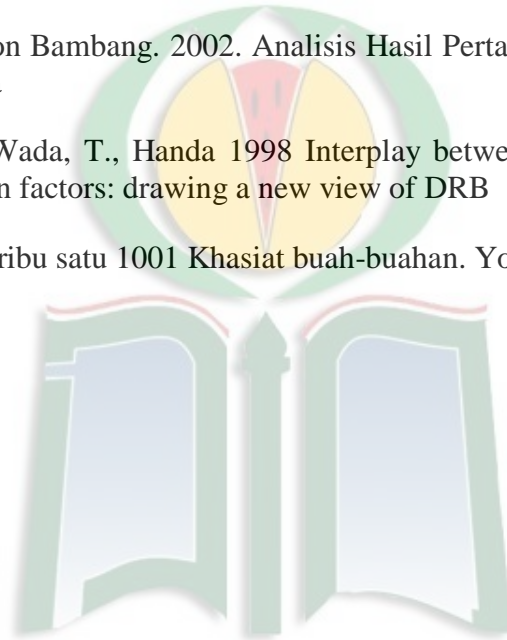 on Bambang. 2002. Analisis Hasil Perta
Wada, T., Handa 1998 Interplay betwe
n factors: drawing a new view of DRB
ribu satu 1001 Khasiat buah-buahan. Yo